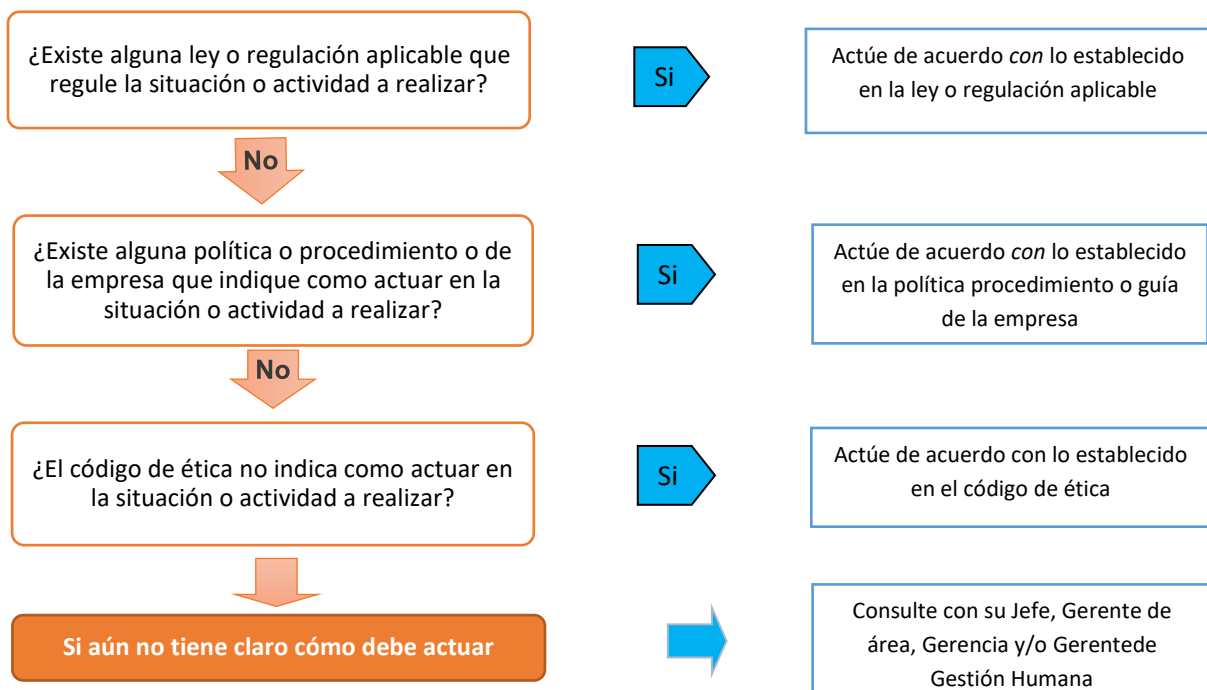 ¿Existe alguna ley o regulación aplicable que
regule la situación o actividad a realizar?
Si
Actúe de acuerdo con lo establecido
en la ley o regulación aplicable
No
¿Existe alguna política o procedimiento o de
la empresa que indique como actuar en la
situación o actividad a realizar?
Si
Actúe de acuerdo con lo establecido
en la política procedimiento o guía
de la empresa
No
¿El código de ética no indica como actuar en
la situación o actividad a realizar?
Si
Actúe de acuerdo con lo establecido
en el código de ética
Si aún no tiene claro cómo debe actuar
Consulte con su Jefe, Gerente de
área, Gerencia y/o Gerentede
Gestión Humana